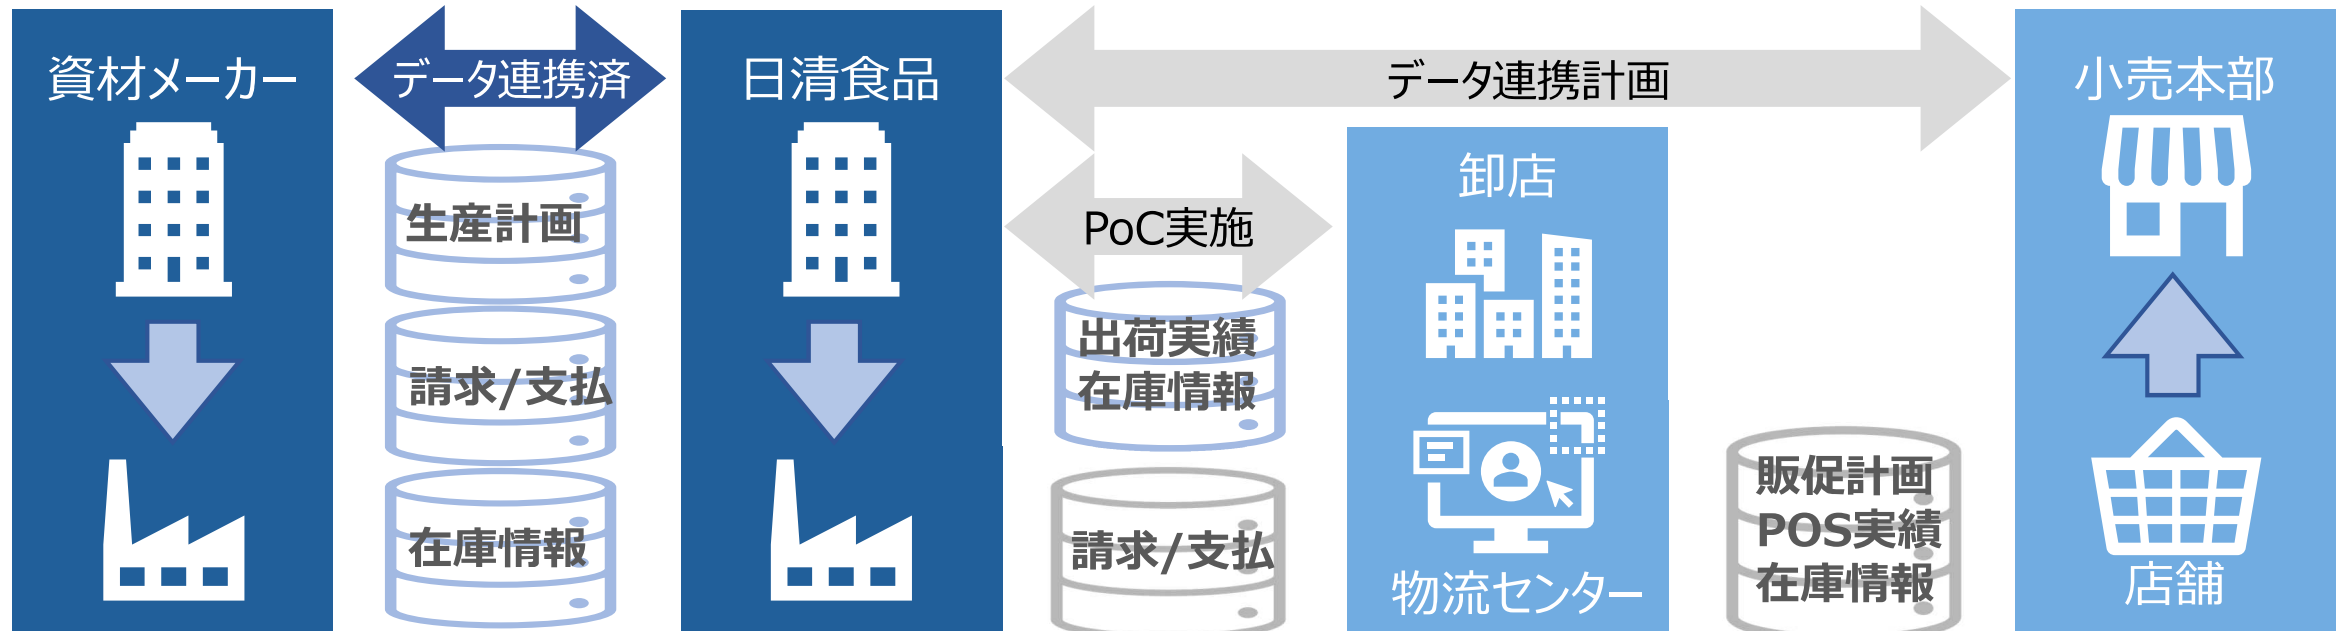 資材メーカー
データ連携済
日清食品
データ連携計画
小売本部
PoC実施
卸店
生産計画
請求/支払
在庫情報
出荷実績
在庫情報
請求/支払
物流センター
販促計画
POS実績
在庫情報
店舗